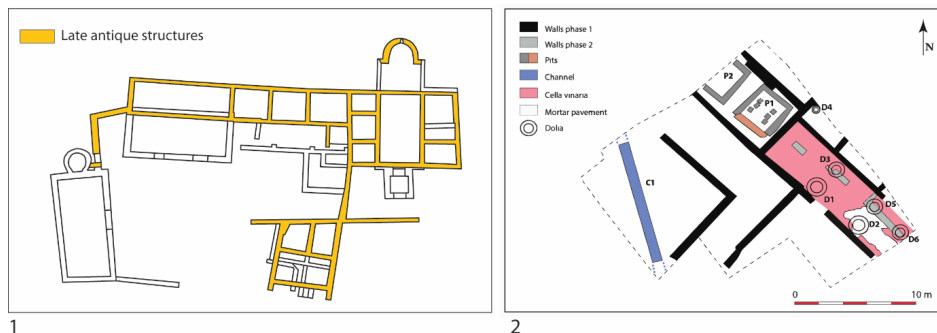 Late antique structures
1
Walls phase 1
Walls phase 2
Pits
Channel
Cella vinaria
Mortar pavement
Dolia
N
P2
P1
D4
D3
C1
D1
D5
D2
D6
0 10 m
2